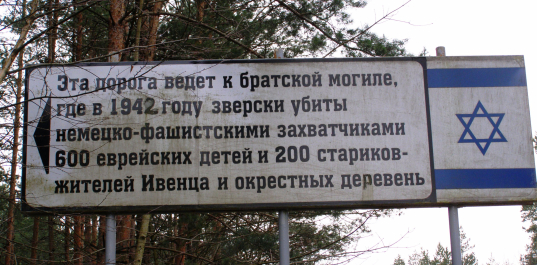 Эта дорога ведет к братской могиле,
где в 1942 году зверски убиты
немецко-фашистскими захватчиками
600 еврейских детей и 200 стариков-
жителей Ивенца и окрестных деревень